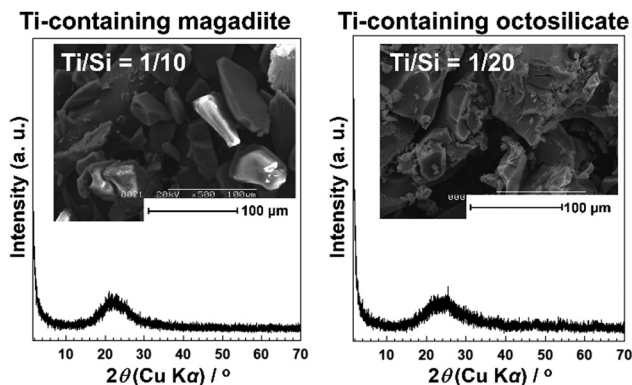 Ti-containing magadiite
Ti/Si = 1/10
20kV x500 100µm
100 µm
Intensity (a. u.)
10 20 30 40 50 60 70
2θ(Cu Kα) / °
Ti-containing octosilicate
Ti/Si = 1/20
000
100 µm
Intensity (a. u.)
10 20 30 40 50 60 70
2θ(Cu Kα) / °